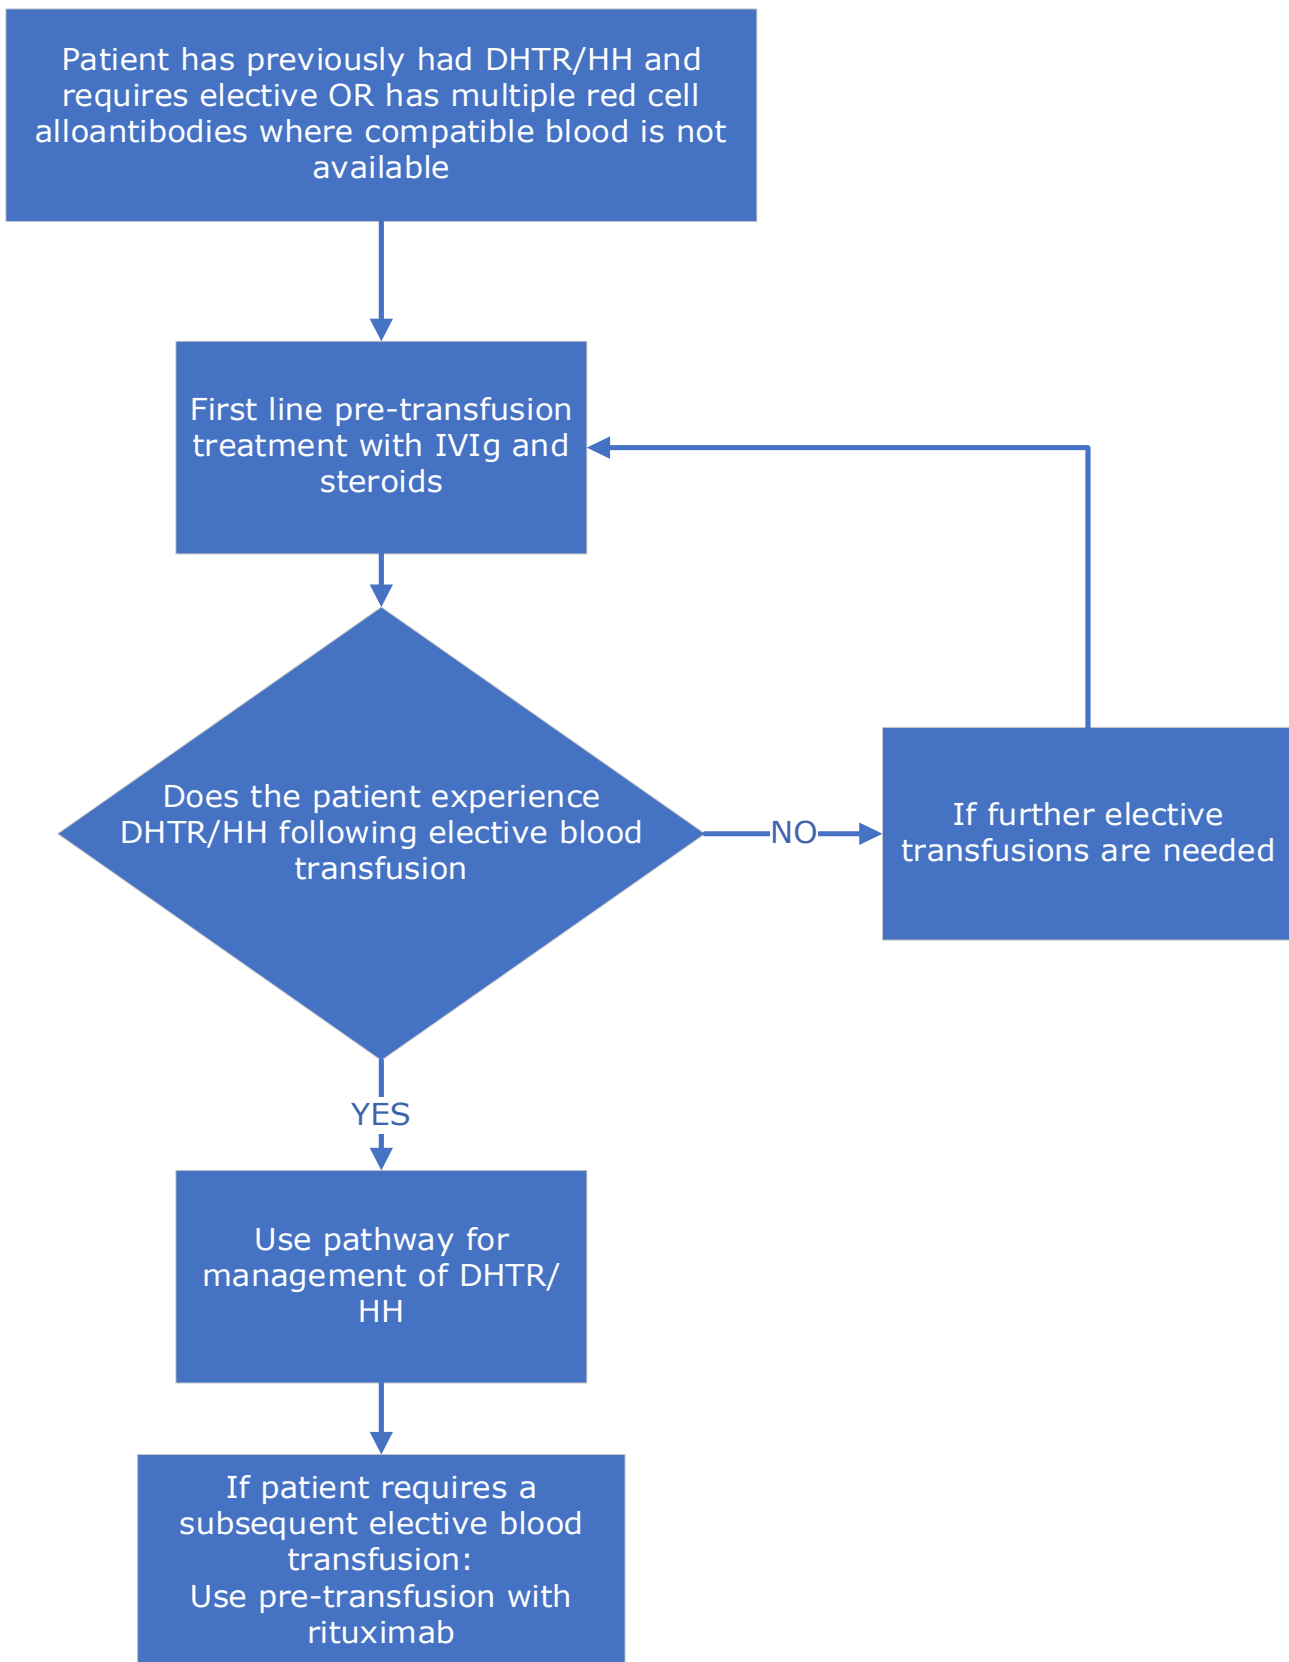 Patient has previously had DHTR/HH and
requires elective OR has multiple red cell
alloantibodies where compatible blood is not
available
First line pre-transfusion
treatment with IVIg and
steroids
Does the patient experience
DHTR/HH following elective blood
transfusion
NO
If further elective
transfusions are needed
YES
Use pathway for
management of DHTR/
HH
If patient requires a
subsequent elective blood
transfusion:
Use pre-transfusion with
rituximab